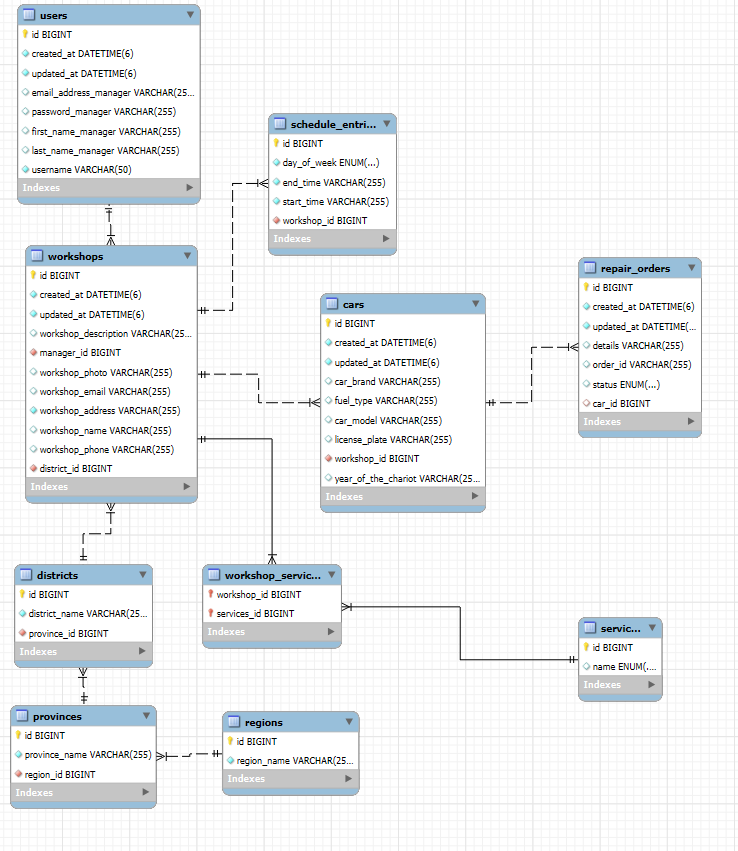 users
id BIGINT
created_at DATETIME(6)
updated_at DATETIME(6)
email_address_manager VARCHAR(25...
password_manager VARCHAR(255)
first_name_manager VARCHAR(255)
last_name_manager VARCHAR(255)
username VARCHAR(50)
Indexes
schedule_entri...
id BIGINT
day_of_week ENUM(...)
end_time VARCHAR(255)
start_time VARCHAR(255)
workshop_id BIGINT
Indexes
workshops
id BIGINT
created_at DATETIME(6)
updated_at DATETIME(6)
workshop_description VARCHAR(25...
manager_id BIGINT
workshop_photo VARCHAR(255)
workshop_email VARCHAR(255)
workshop_address VARCHAR(255)
workshop_name VARCHAR(255)
workshop_phone VARCHAR(255)
district_id BIGINT
Indexes
cars
id BIGINT
created_at DATETIME(6)
updated_at DATETIME(6)
car_brand VARCHAR(255)
fuel_type VARCHAR(255)
car_model VARCHAR(255)
license_plate VARCHAR(255)
workshop_id BIGINT
year_of_the_chariot VARCHAR(25...
Indexes
repair_orders
id BIGINT
created_at DATETIME(6)
updated_at DATETIME(...
details VARCHAR(255)
order_id VARCHAR(255)
status ENUM(...)
car_id BIGINT
Indexes
districts
id BIGINT
district_name VARCHAR(25...
province_id BIGINT
Indexes
workshop_servic...
workshop_id BIGINT
services_id BIGINT
Indexes
servic...
id BIGINT
name ENUM(...
Indexes
provinces
id BIGINT
province_name VARCHAR(255)
region_id BIGINT
Indexes
regions
id BIGINT
region_name VARCHAR(25...
Indexes